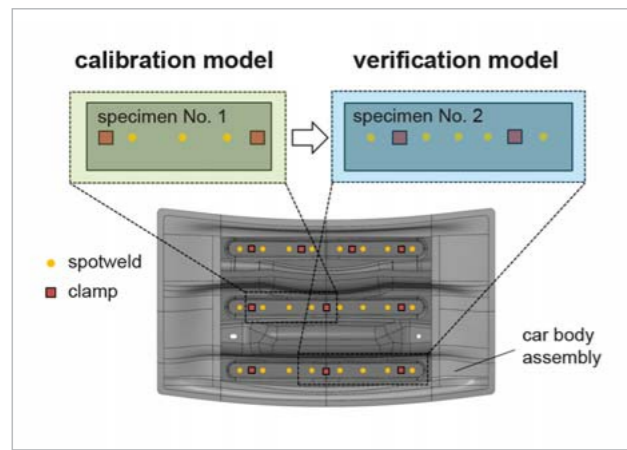 calibration model
verification model
specimen No. 1
specimen No. 2
spotweld
clamp
car body
assembly